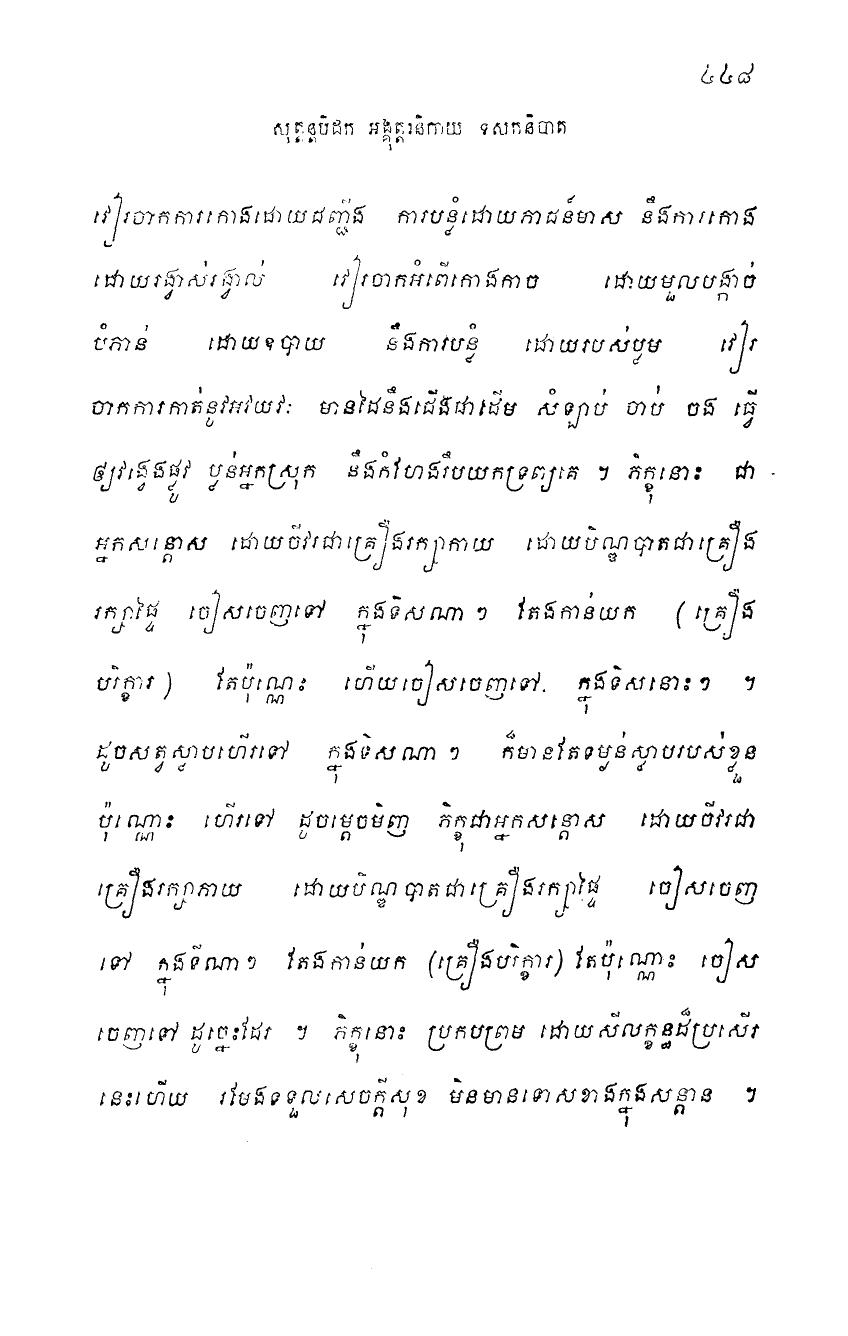 ៤៤៨
សុត្តន្តបិដក អង្គុត្តរនិកាយ ទសកនិបាត
វៀរចាកការកោងដោយជញ្ជីង ការបន្លំដោយភាជន៍មាស នឹងការកោង
ដោយរង្វាស់រង្វាល់ វៀរចាកអំពើកោងកាច ដោយមួលបង្កាច់
បំភាន់ ដោយឧបាយ នឹងការបន្លំ ដោយរបស់ប្លម វៀរ
ចាកការកាត់នូវអវយវៈ មានដៃនឹងជើងជាដើម សំឡាប់ ចាប់ ចង ធ្វើ
ឲ្យវង្វេងផ្លូវ ប្លន់អ្នកស្រុក នឹងកំហែងរឹបយកទ្រព្យគេ ។ ភិក្ខុនោះ ជា
អ្នកសន្តោស ដោយចីវរជាគ្រឿងរក្សាកាយ ដោយបិណ្ឌបាតជាគ្រឿង
រក្សាផ្ទៃ ចៀសចេញទៅ ក្នុងទិសណា ៗ តែងកាន់យក (គ្រឿង
បរិក្ខារ) តែប៉ុណ្ណេះ ហើយចៀសចេញទៅ ក្នុងទិសនោះៗ ។
ដូចសត្វស្លាបហើរទៅ ក្នុងទិសណា ៗ ក៏មានតែទម្ងន់ស្លាបរបស់ខ្លួន
ប៉ុណ្ណោះ ហើរទៅ ដូចម្តេចមិញ ភិក្ខុជាអ្នកសន្តោស ដោយចីវរជា
គ្រឿងរក្សាកាយ ដោយបិណ្ឌបាតជាគ្រឿងរក្សាផ្ទៃ ចៀសចេញ
ទៅ ក្នុងទីណាៗ តែងកាន់យក (គ្រឿងបរិក្ខារ) តែប៉ុណ្ណោះ ចៀស
ចេញទៅ ដូច្នេះដែរ ។ ភិក្ខុនោះ ប្រកបព្រម ដោយសីលក្ខន្ធដ៏ប្រសើរ
នេះហើយ រមែងទទួលសេចក្តីសុខ មិនមានទោសខាងក្នុងសន្តាន ។